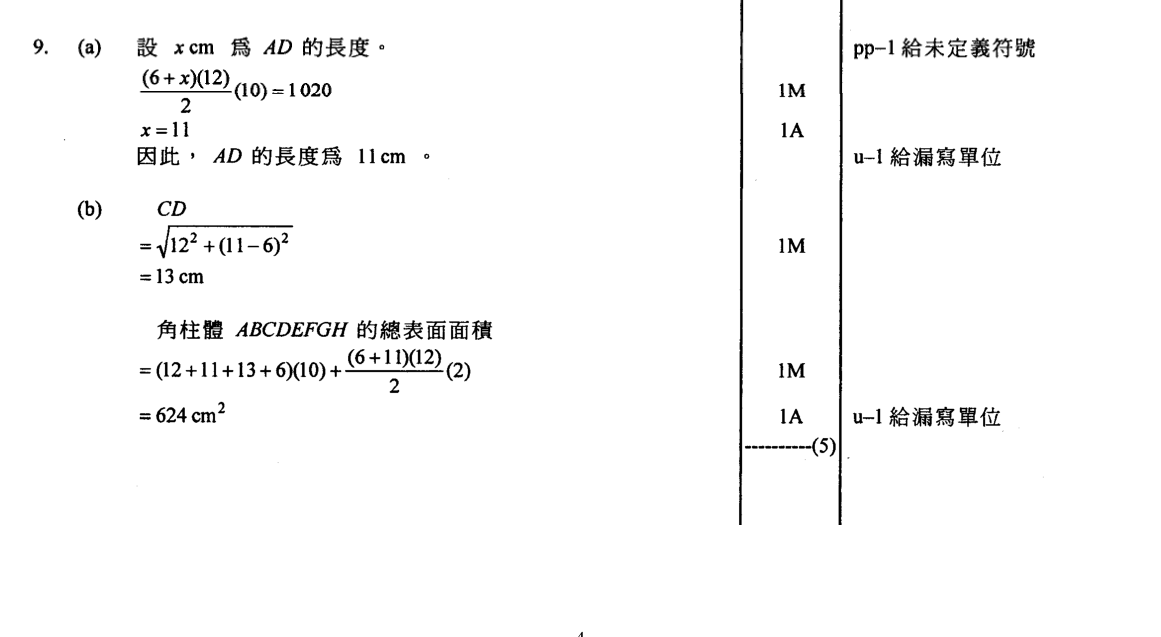 9. (a) 設 x cm 爲 AD 的長度。 pp–1 給未定義符號
(6+x)(12)/2 (10) = 1 020 1M
x = 11 1A
因此， AD 的長度爲 11 cm 。 u–1 給漏寫單位
(b) CD
= √(12² + (11−6)²) 1M
= 13 cm
角柱體 ABCDEFGH 的總表面面積
= (12+11+13+6)(10) + (6+11)(12)/2 (2) 1M
= 624 cm² 1A u–1 給漏寫單位
----------(5)